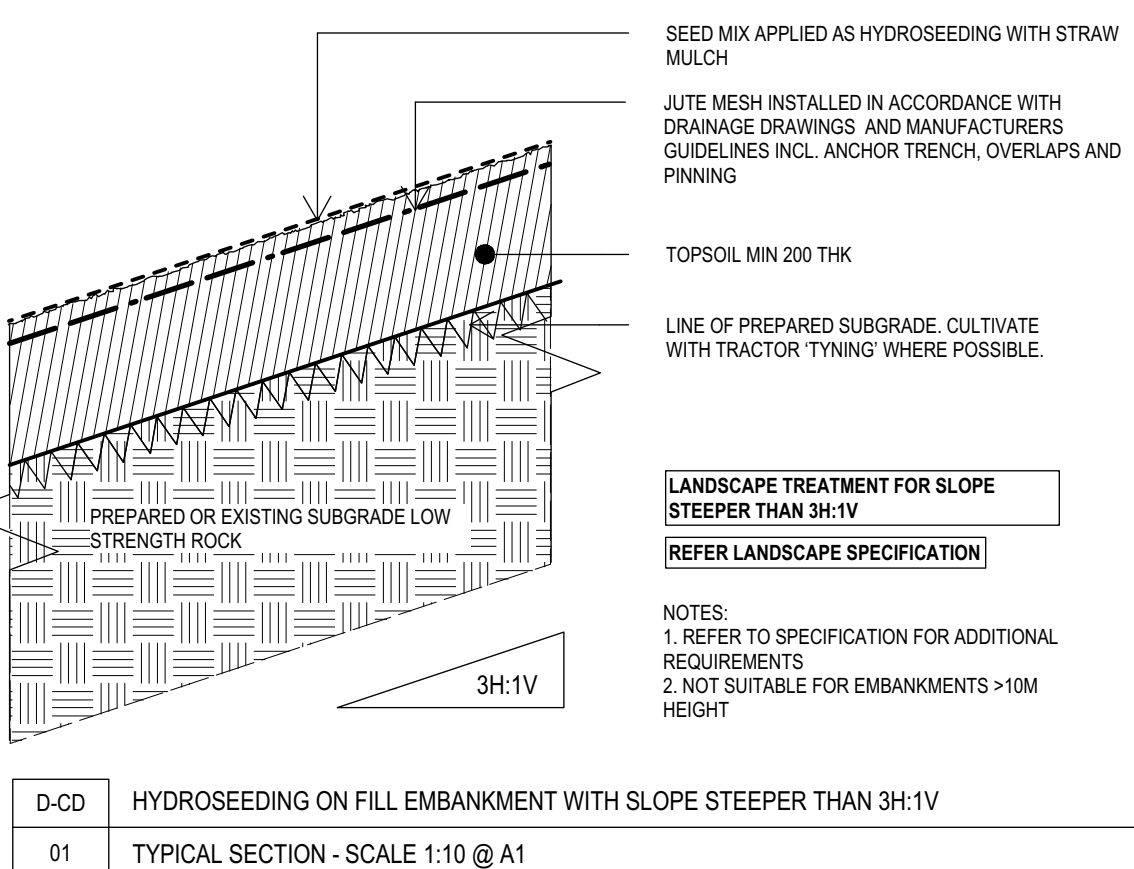 SEED MIX APPLIED AS HYDROSEEDING WITH STRAW
MULCH
JUTE MESH INSTALLED IN ACCORDANCE WITH
DRAINAGE DRAWINGS AND MANUFACTURERS
GUIDELINES INCL. ANCHOR TRENCH, OVERLAPS AND
PINNING
TOPSOIL MIN 200 THK
LINE OF PREPARED SUBGRADE. CULTIVATE
WITH TRACTOR ‘TYNING’ WHERE POSSIBLE.
PREPARED OR EXISTING SUBGRADE LOW
STRENGTH ROCK
LANDSCAPE TREATMENT FOR SLOPE
STEEPER THAN 3H:1V
REFER LANDSCAPE SPECIFICATION
NOTES:
1. REFER TO SPECIFICATION FOR ADDITIONAL
REQUIREMENTS
2. NOT SUITABLE FOR EMBANKMENTS >10M
HEIGHT
3H:1V
D-CD HYDROSEEDING ON FILL EMBANKMENT WITH SLOPE STEEPER THAN 3H:1V
01 TYPICAL SECTION - SCALE 1:10 @ A1